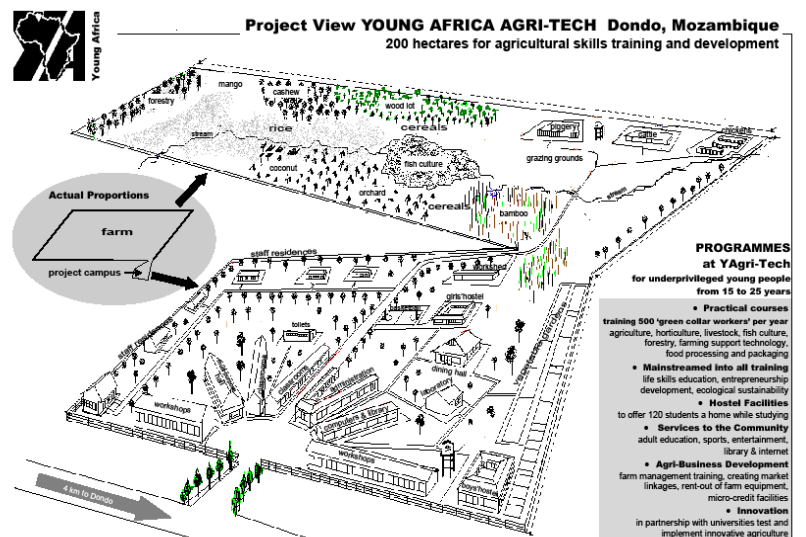 Young Africa
Project View YOUNG AFRICA AGRI-TECH Dondo, Mozambique
200 hectares for agricultural skills training and development
mango
forestry
cashew
wood lot
rice
cereals
stream
piggery
cattle
chickens
grazing grounds
coconut
fish culture
orchard
cereals
bamboo
stream
Actual Proportions
farm
project campus
staff residences
workshed
girls'hostel
toilets
staff residences
classrooms
administration
dining hall
laboratory
workshops
computers & library
workshops
boys'hostel
4 km to Dondo
PROGRAMMES
at YAgri-Tech
for underprivileged young people
from 15 to 25 years
• Practical courses
training 500 'green collar workers' per year
agriculture, horticulture, livestock, fish culture,
forestry, farming support technology,
food processing and packaging
• Mainstreamed into all training
life skills education, entrepreneurship
development, ecological sustainability
• Hostel Facilities
to offer 120 students a home while studying
• Services to the Community
adult education, sports, entertainment,
library & internet
• Agri-Business Development
farm management training, creating market
linkages, rent-out of farm equipment,
micro-credit facilities
• Innovation
in partnership with universities test and
implement innovative agriculture